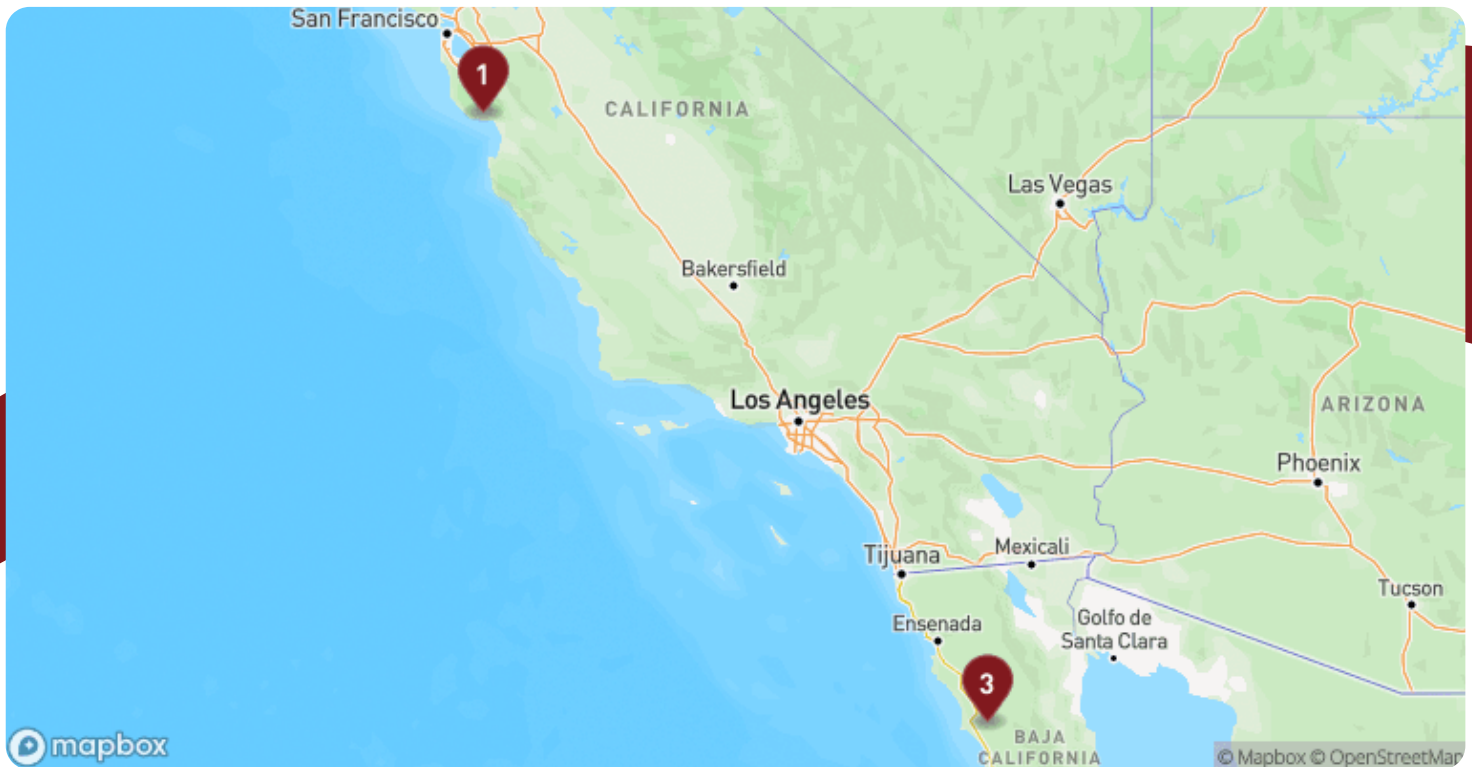 San Francisco
1
CALIFORNIA
Las Vegas
Bakersfield
Los Angeles
ARIZONA
Phoenix
Tijuana
Mexicali
Tucson
Ensenada
Golfo de
Santa Clara
3
BAJA
CALIFORNIA
mapbox
© Mapbox © OpenStreetMap